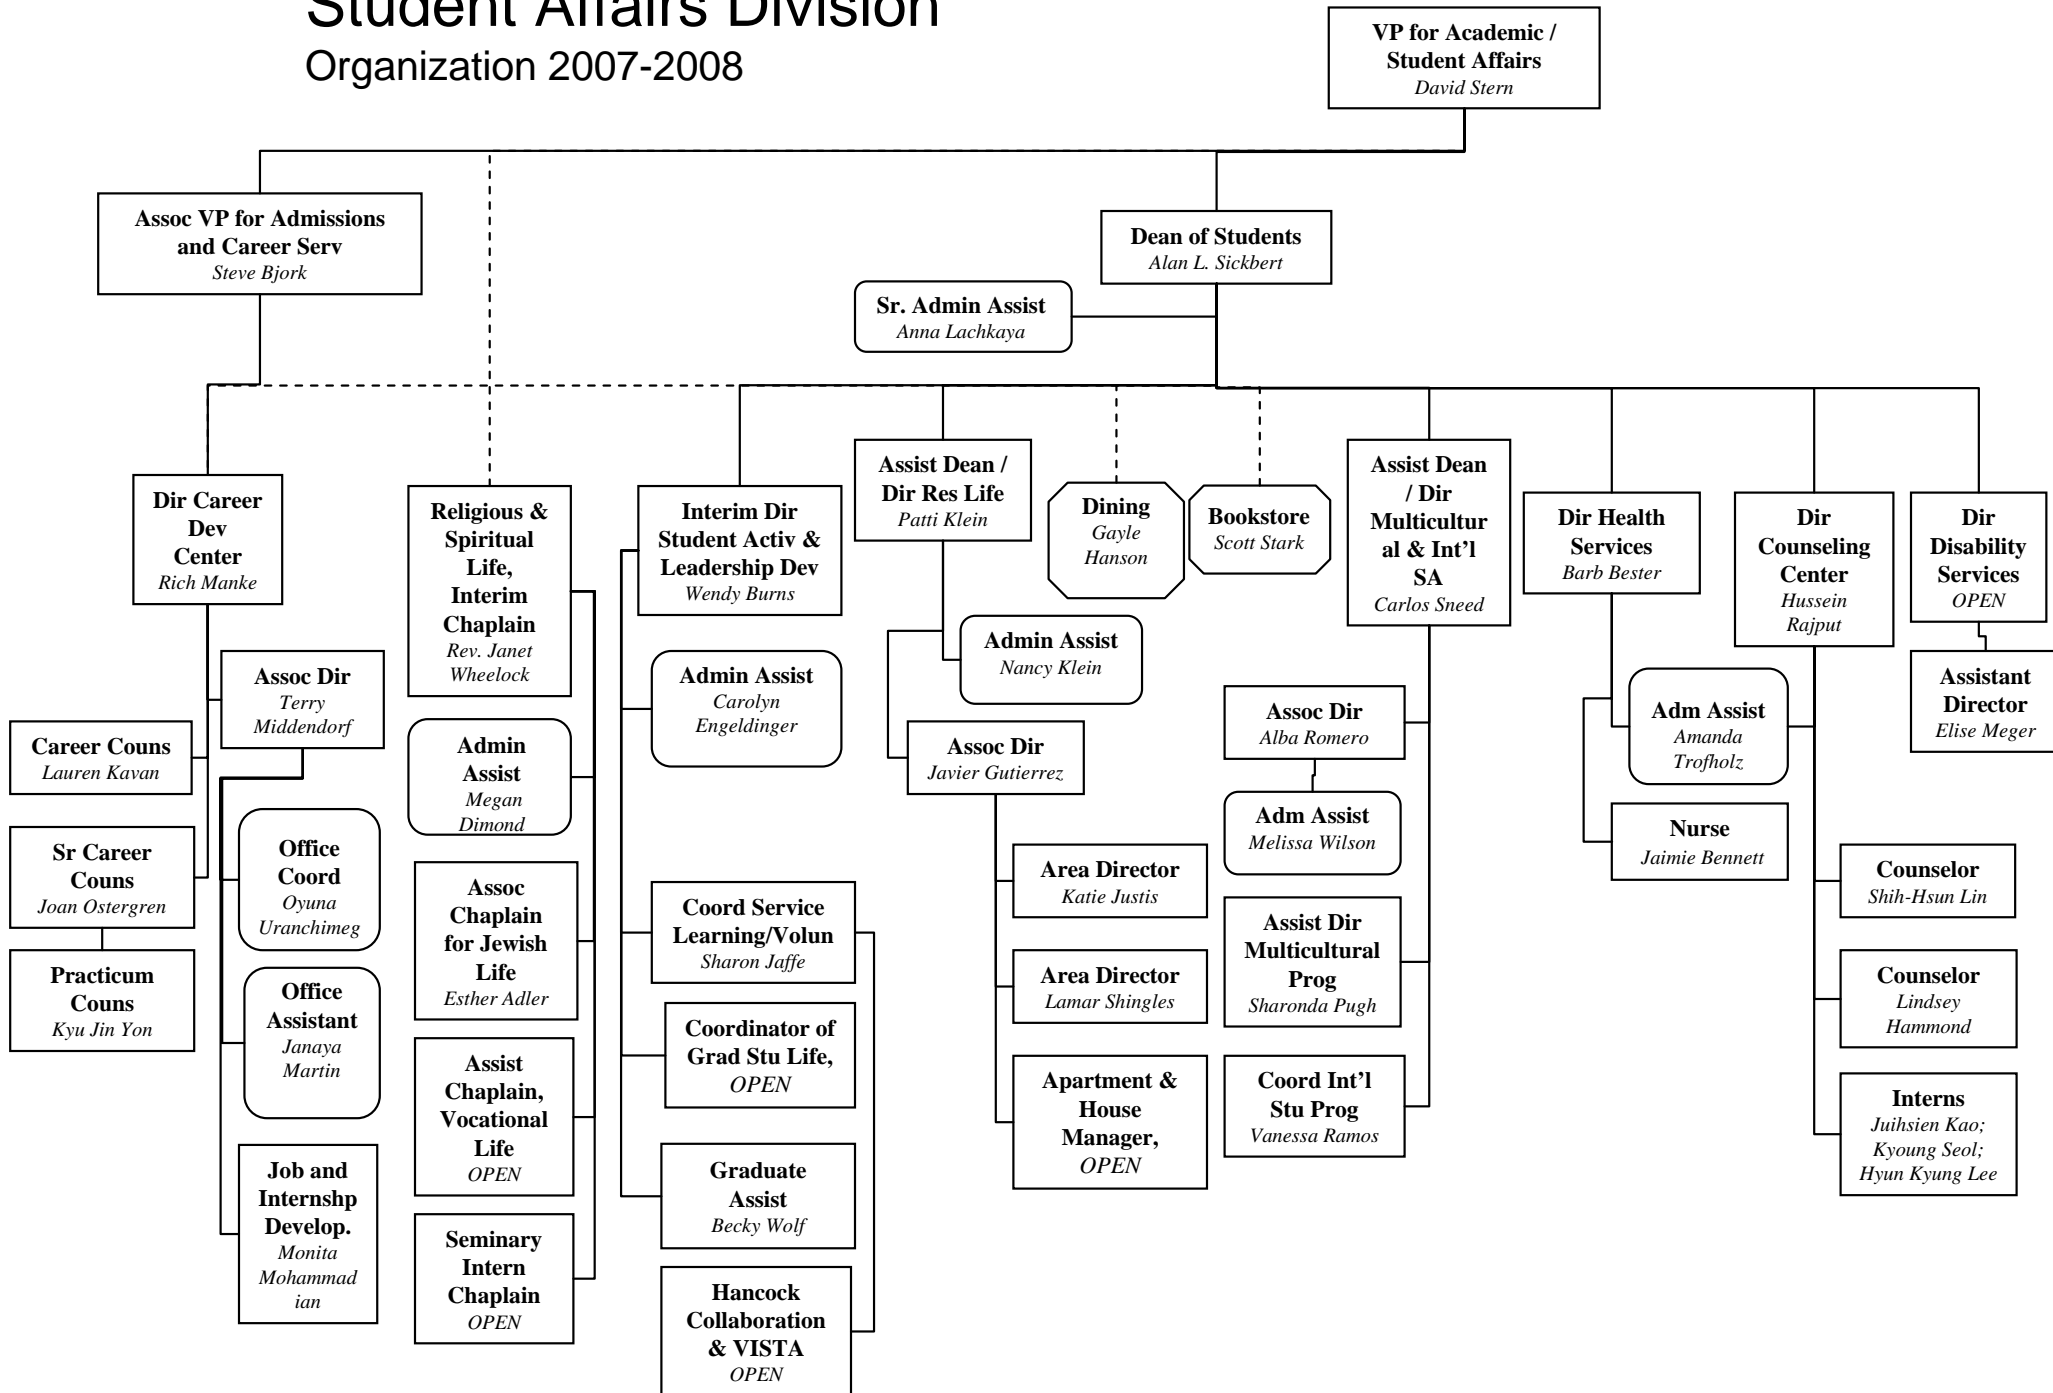 Student Affairs Division
Organization 2007-2008
VP for Academic /
Student Affairs
David Stern
Assoc VP for Admissions
and Career Serv
Steve Bjork
Dean of Students
Alan L. Sickbert
Sr. Admin Assist
Anna Lachkaya
Dir Career
Dev
Center
Rich Manke
Assoc Dir
Terry
Middendorf
Career Couns
Lauren Kavan
Sr Career
Couns
Joan Ostergren
Practicum
Couns
Kyu Jin Yon
Office
Coord
Oyuna
Uranchimeg
Office
Assistant
Janaya
Martin
Job and
Internshp
Develop.
Monita
Mohammad
ian
Religious &
Spiritual
Life,
Interim
Chaplain
Rev. Janet
Wheelock
Admin
Assist
Megan
Dimond
Assoc
Chaplain
for Jewish
Life
Esther Adler
Assist
Chaplain,
Vocational
Life
OPEN
Seminary
Intern
Chaplain
OPEN
Interim Dir
Student Activ &
Leadership Dev
Wendy Burns
Admin Assist
Carolyn
Engeldinger
Coord Service
Learning/Volun
Sharon Jaffe
Coordinator of
Grad Stu Life,
OPEN
Graduate
Assist
Becky Wolf
Hancock
Collaboration
& VISTA
OPEN
Assist Dean /
Dir Res Life
Patti Klein
Admin Assist
Nancy Klein
Assoc Dir
Javier Gutierrez
Area Director
Katie Justis
Area Director
Lamar Shingles
Apartment &
House
Manager,
OPEN
Dining
Gayle
Hanson
Bookstore
Scott Stark
Assist Dean
/ Dir
Multicultur
al & Int'l
SA
Carlos Sneed
Assoc Dir
Alba Romero
Adm Assist
Melissa Wilson
Assist Dir
Multicultural
Prog
Sharonda Pugh
Coord Int'l
Stu Prog
Vanessa Ramos
Dir Health
Services
Barb Bester
Adm Assist
Amanda
Trofholz
Nurse
Jaimie Bennett
Dir
Counseling
Center
Hussein
Rajput
Counselor
Shih-Hsun Lin
Counselor
Lindsey
Hammond
Interns
Juihsien Kao;
Kyoung Seol;
Hyun Kyung Lee
Dir
Disability
Services
OPEN
Assistant
Director
Elise Meger